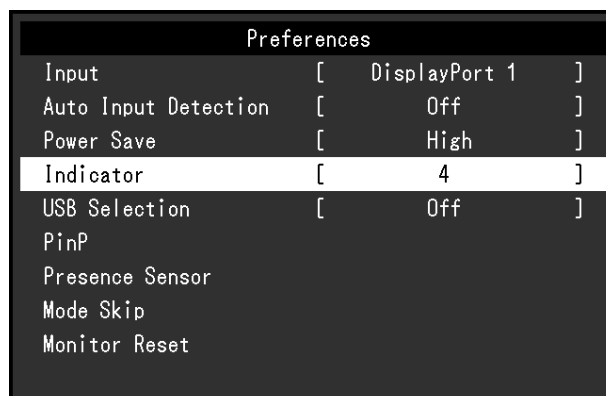 Preferences
Input [ DisplayPort 1 ]
Auto Input Detection [ Off ]
Power Save [ High ]
Indicator [ 4 ]
USB Selection [ Off ]
PinP
Presence Sensor
Mode Skip
Monitor Reset